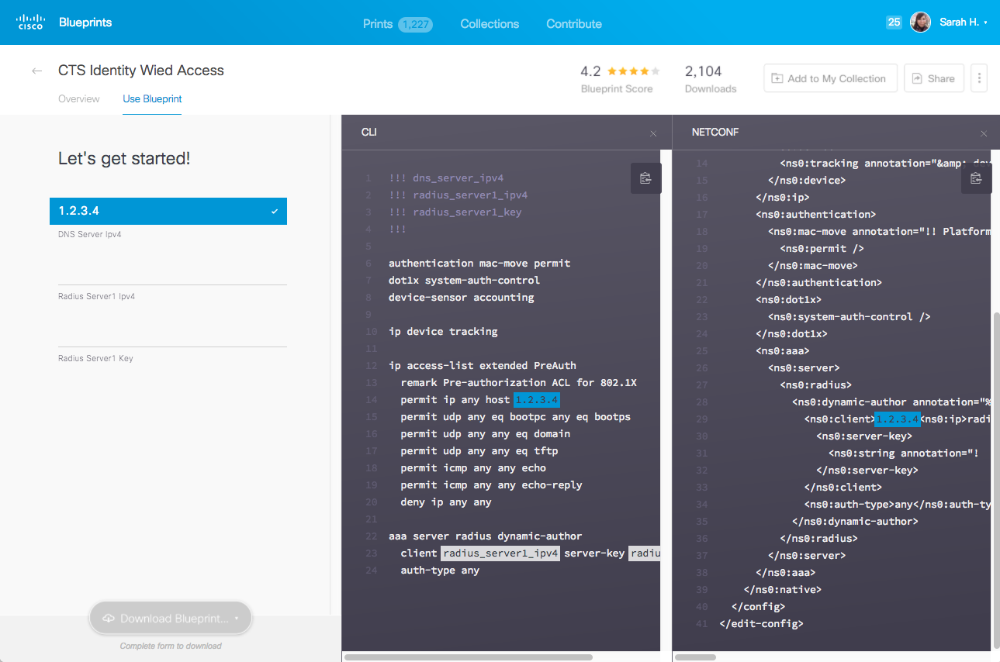 cisco Blueprints Prints 1,227 Collections Contribute 25 Sarah H.
← CTS Identity Wied Access
Overview Use Blueprint
4.2 2,104
Blueprint Score Downloads
Add to My Collection Share
Let's get started!
1.2.3.4
DNS Server Ipv4
Radius Server1 Ipv4
Radius Server1 Key
Download Blueprint...
Complete form to download
CLI
1 !!! dns_server_ipv4
2 !!! radius_server1_ipv4
3 !!! radius_server1_key
4 !!!
5
6 authentication mac-move permit
7 dot1x system-auth-control
8 device-sensor accounting
9
10 ip device tracking
11
12 ip access-list extended PreAuth
13 remark Pre-authorization ACL for 802.1X
14 permit ip any host 1.2.3.4
15 permit udp any eq bootpc any eq bootps
16 permit udp any any eq domain
17 permit udp any any eq tftp
18 permit icmp any any echo
19 permit icmp any any echo-reply
20 deny ip any any
21
22 aaa server radius dynamic-author
23 client radius_server1_ipv4 server-key radiu
24 auth-type any
NETCONF
14 <ns0:tracking annotation="&amp; dev
15 </ns0:device>
16 </ns0:ip>
17 <ns0:authentication>
18 <ns0:mac-move annotation="!! Platform
19 <ns0:permit />
20 </ns0:mac-move>
21 </ns0:authentication>
22 <ns0:dot1x>
23 <ns0:system-auth-control />
24 </ns0:dot1x>
25 <ns0:aaa>
26 <ns0:server>
27 <ns0:radius>
28 <ns0:dynamic-author annotation="%
29 <ns0:client>1.2.3.4<ns0:ip>radi
30 <ns0:server-key>
31 <ns0:string annotation="!
32 </ns0:server-key>
33 </ns0:client>
34 <ns0:auth-type>any</ns0:auth-ty
35 </ns0:dynamic-author>
36 </ns0:radius>
37 </ns0:server>
38 </ns0:aaa>
39 </ns0:native>
40 </config>
41 </edit-config>